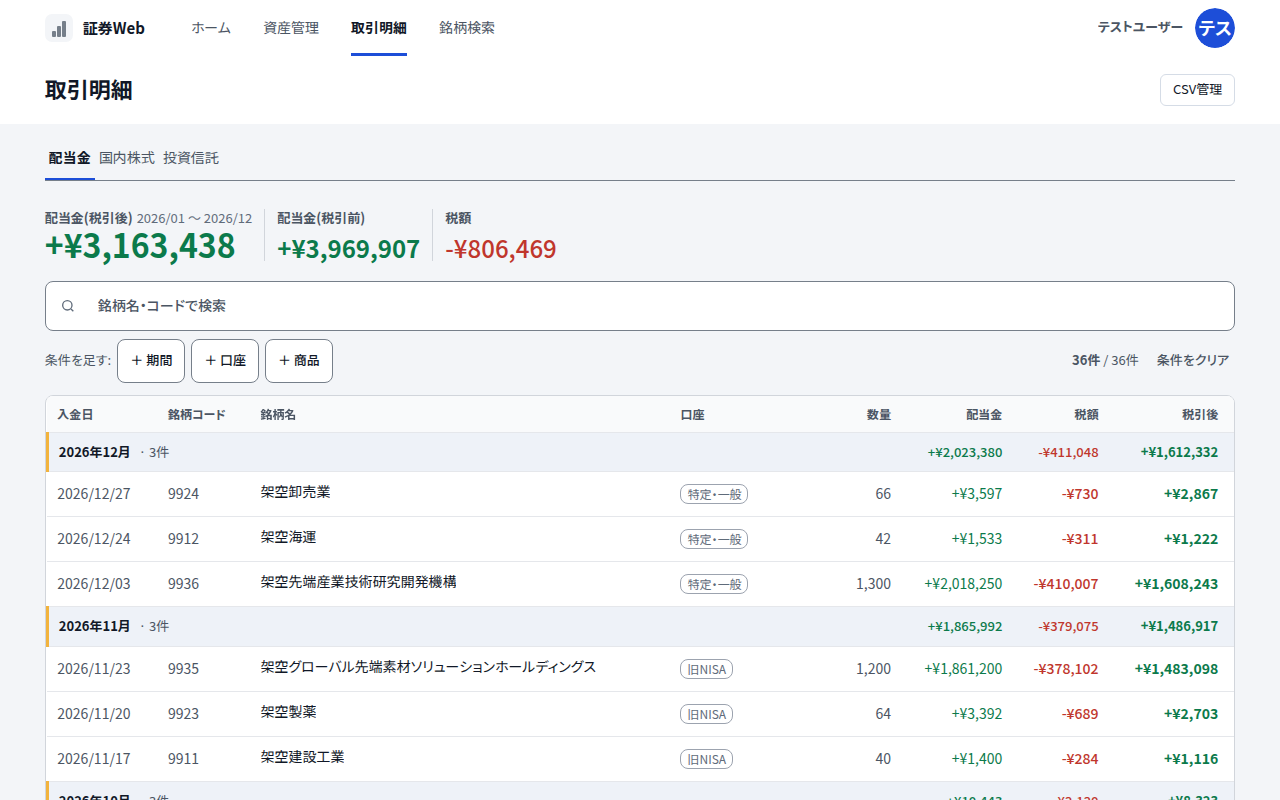 証券Web ホーム 資産管理 取引明細 銘柄検索 テストユーザー テス
取引明細 CSV管理
配当金 国内株式 投資信託
配当金(税引後) 2026/01 〜 2026/12 配当金(税引前) 税額
+¥3,163,438 +¥3,969,907 -¥806,469
銘柄名・コードで検索
条件を足す: ＋ 期間 ＋ 口座 ＋ 商品 36件 / 36件 条件をクリア
入金日 銘柄コード 銘柄名 口座 数量 配当金 税額 税引後
2026年12月 · 3件 +¥2,023,380 -¥411,048 +¥1,612,332
2026/12/27 9924 架空卸売業 特定・一般 66 +¥3,597 -¥730 +¥2,867
2026/12/24 9912 架空海運 特定・一般 42 +¥1,533 -¥311 +¥1,222
2026/12/03 9936 架空先端産業技術研究開発機構 特定・一般 1,300 +¥2,018,250 -¥410,007 +¥1,608,243
2026年11月 · 3件 +¥1,865,992 -¥379,075 +¥1,486,917
2026/11/23 9935 架空グローバル先端素材ソリューションホールディングス 旧NISA 1,200 +¥1,861,200 -¥378,102 +¥1,483,098
2026/11/20 9923 架空製薬 旧NISA 64 +¥3,392 -¥689 +¥2,703
2026/11/17 9911 架空建設工業 旧NISA 40 +¥1,400 -¥284 +¥1,116